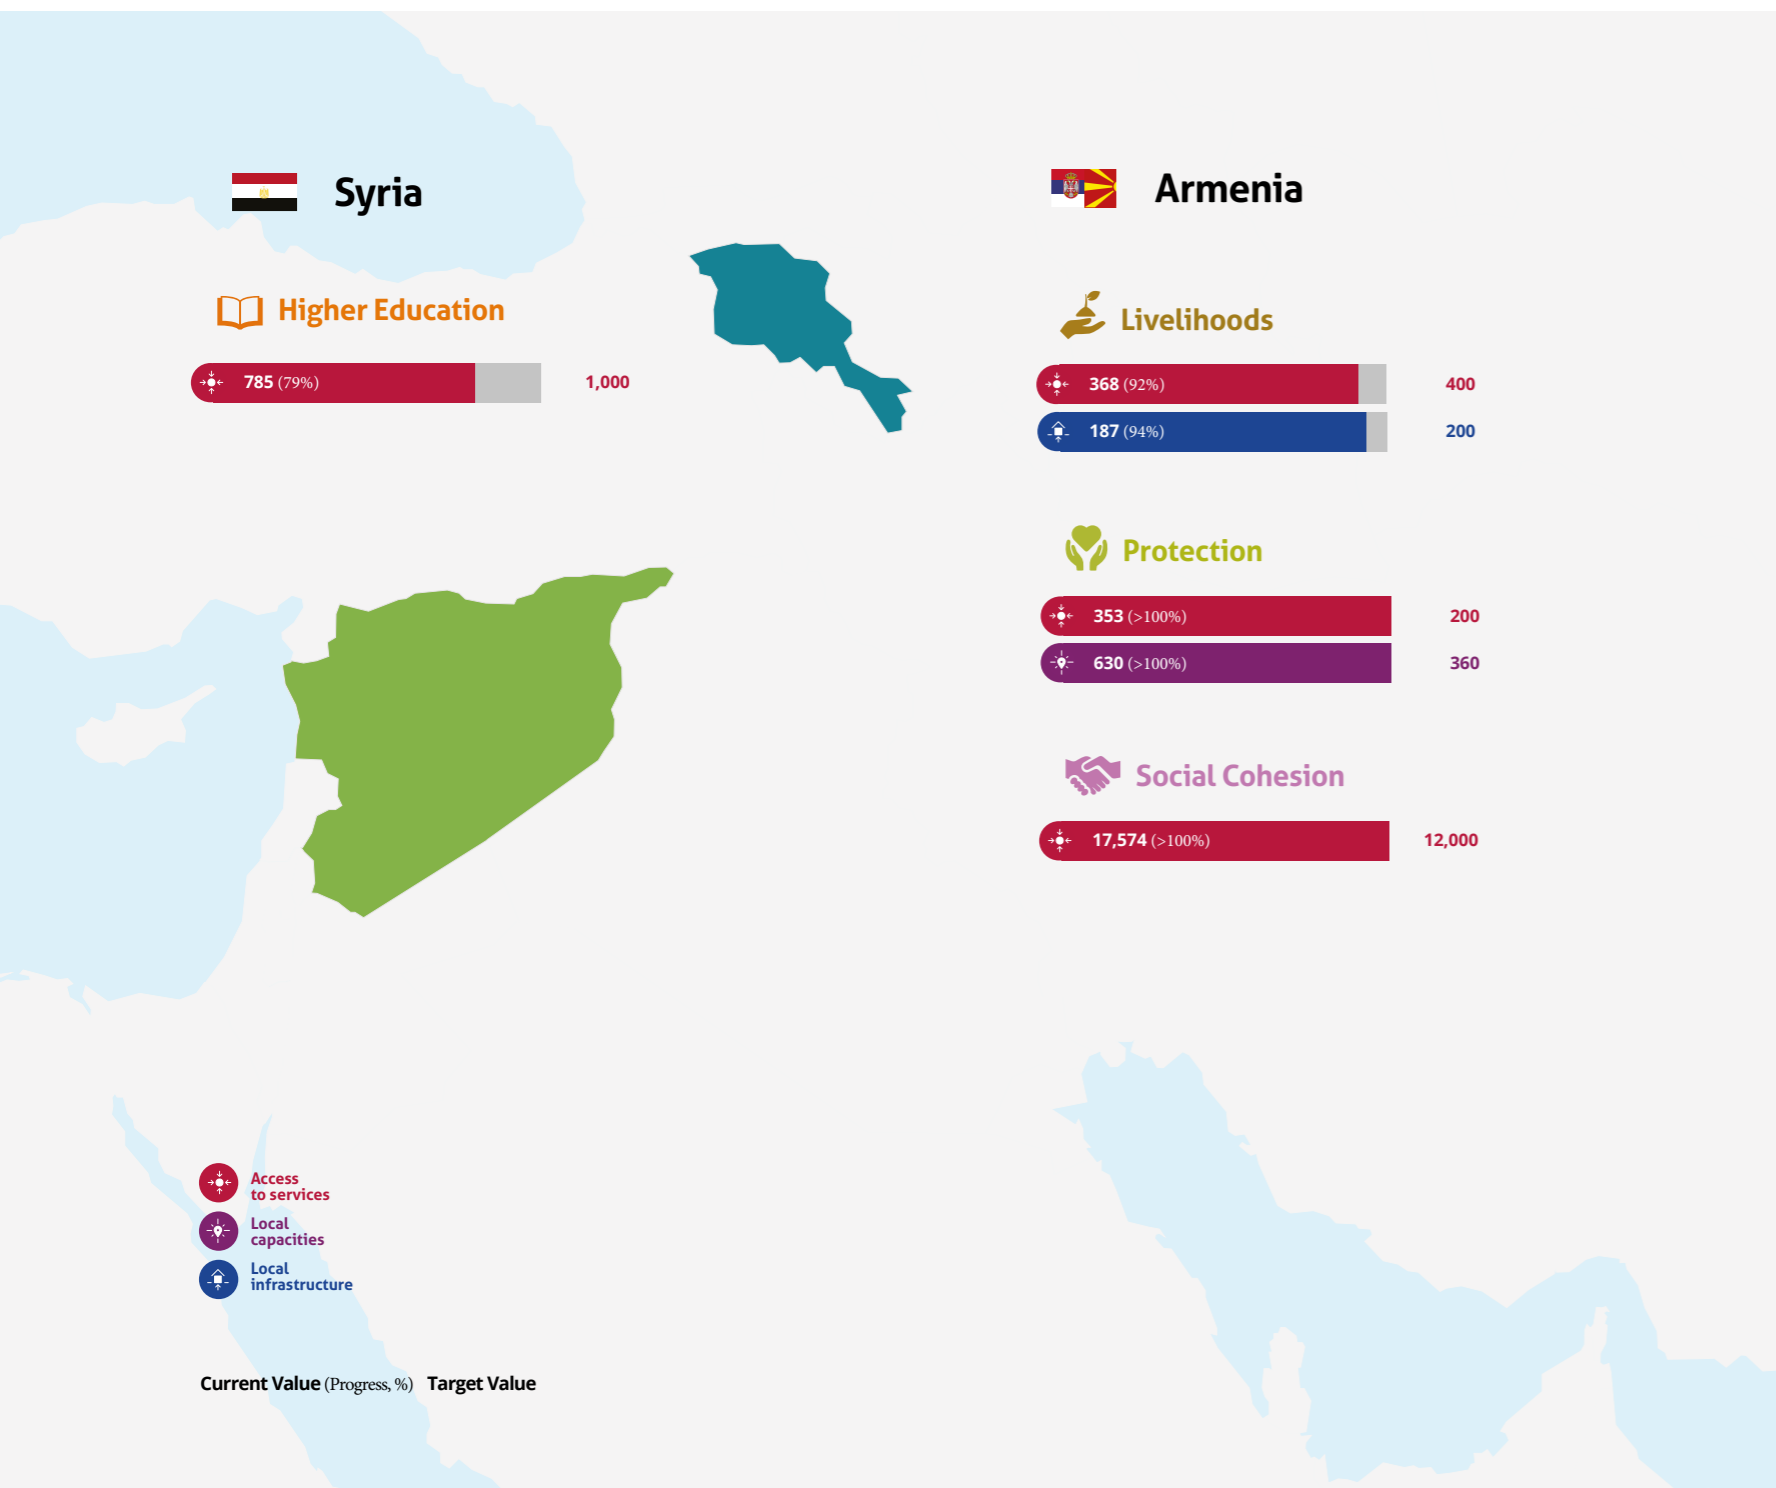 Syria
Higher Education
785 (79%) 1,000
Armenia
Livelihoods
368 (92%) 400
187 (94%) 200
Protection
353 (>100%) 200
630 (>100%) 360
Social Cohesion
17,574 (>100%) 12,000
Access
to services
Local
capacities
Local
infrastructure
Current Value (Progress, %) Target Value